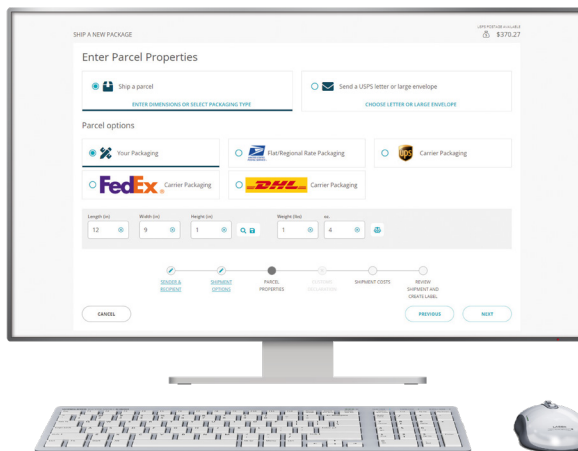 SHIP A NEW PACKAGE
USPS POSTAGE AVAILABLE
$370.27
Enter Parcel Properties
Ship a parcel
ENTER DIMENSIONS OR SELECT PACKAGING TYPE
Send a USPS letter or large envelope
CHOOSE LETTER OR LARGE ENVELOPE
Parcel options
Your Packaging
Flat/Regional Rate Packaging
ups
Carrier Packaging
FedEx
Carrier Packaging
DHL
Carrier Packaging
Length (in)
Width (in)
Height (in)
Weight (lbs)
oz.
12
9
1
1
4
SENDER &
RECIPIENT
SHIPMENT
OPTIONS
PARCEL
PROPERTIES
CUSTOMS
DECLARATION
SHIPMENT COSTS
REVIEW
SHIPMENT AND
CREATE LABEL
CANCEL
PREVIOUS
NEXT